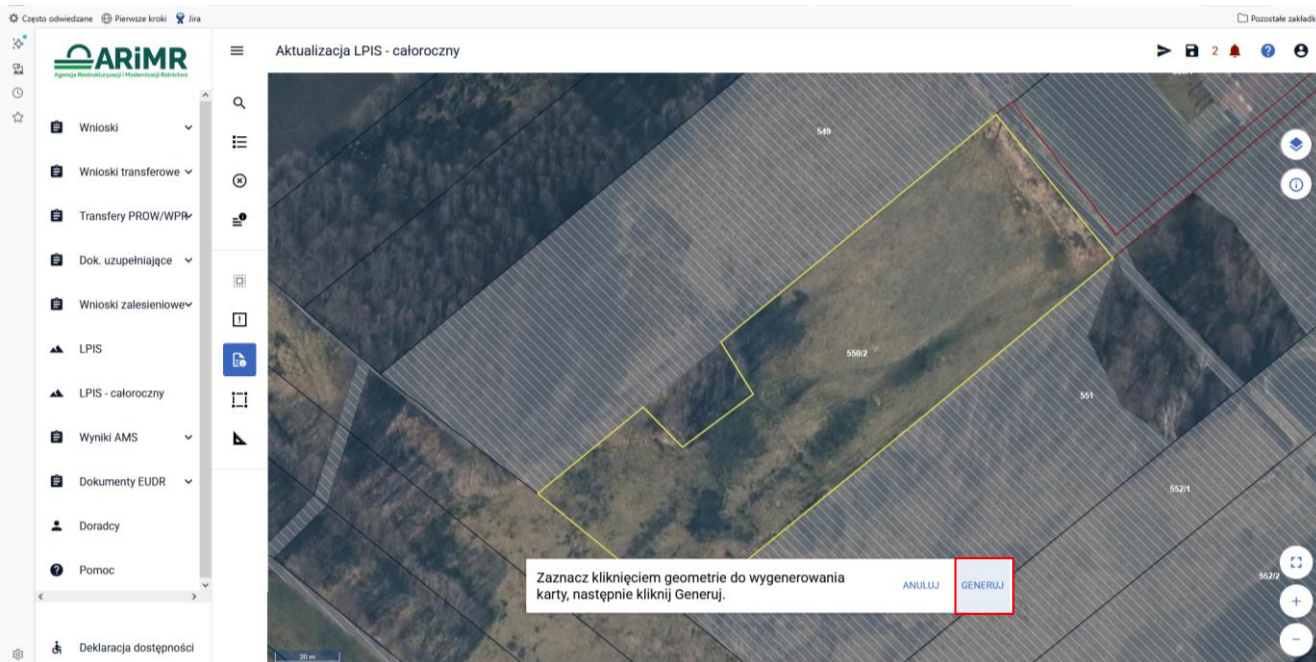 Często odwiedzane Pierwsze kroki Jira Pozostałe zakładk
ARiMR
Agencja Restrukturyzacji i Modernizacji Rolnictwa
Aktualizacja LPIS - całoroczny
2
Wnioski
Wnioski transferowe
Transfery PROW/WPR
Dok. uzupełniające
Wnioski zalesieniowe
LPIS
LPIS - całoroczny
Wyniki AMS
Dokumenty EUDR
Doradcy
Pomoc
Deklaracja dostępności
549
550/2
551
552/1
552/2
Zaznacz kliknięciem geometrie do wygenerowania
karty, następnie kliknij Generuj.
ANULUJ GENERUJ
20 m